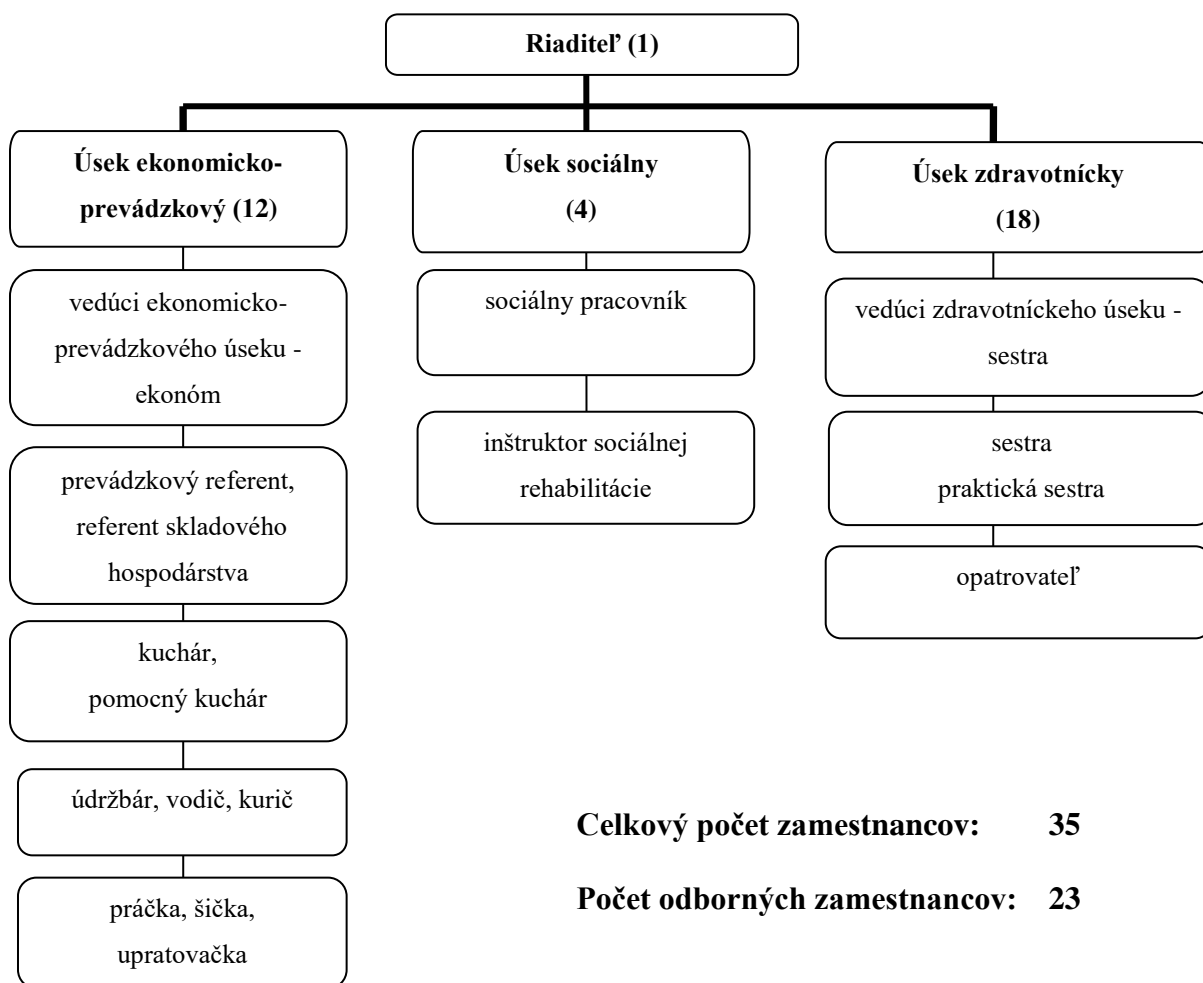 Riaditeľ (1)
Úsek ekonomicko-
prevádzkový (12)
Úsek sociálny
(4)
Úsek zdravotnícky
(18)
vedúci ekonomicko-
prevádzkového úseku -
ekonóm
sociálny pracovník
vedúci zdravotníckeho úseku -
sestra
prevádzkový referent,
referent skladového
hospodárstva
inštruktor sociálnej
rehabilitácie
sestra
praktická sestra
opatrovateľ
kuchár,
pomocný kuchár
údržbár, vodič, kurič
práčka, šička,
upratovačka
Celkový počet zamestnancov: 35
Počet odborných zamestnancov: 23